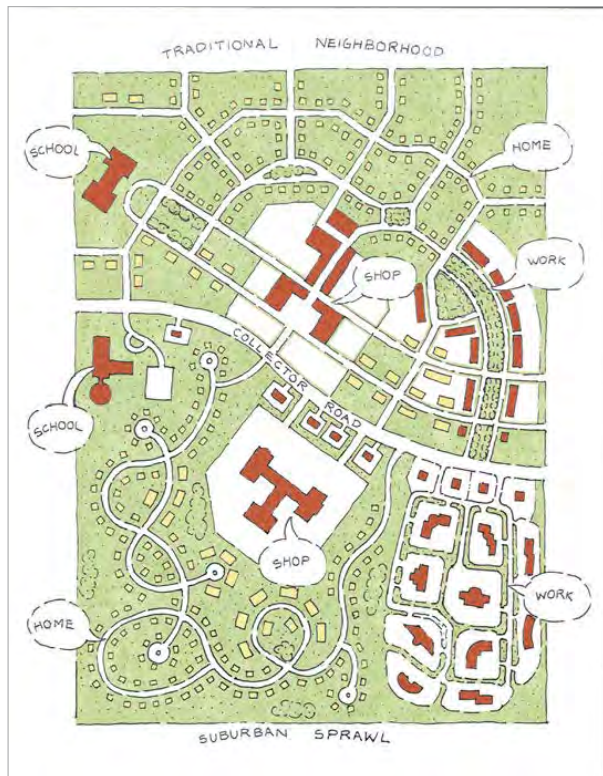 TRADITIONAL NEIGHBORHOOD
SCHOOL
HOME
WORK
SHOP
COLLECTOR ROAD
SCHOOL
SHOP
WORK
HOME
SUBURBAN SPRAWL